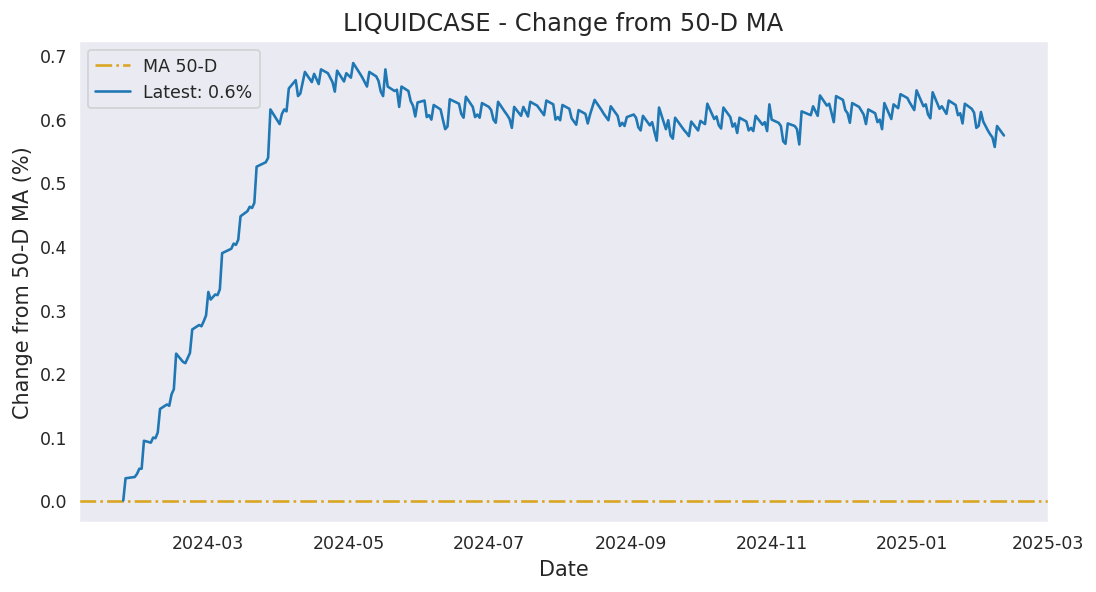 LIQUIDCASE - Change from 50-D MA
MA 50-D
Latest: 0.6%
Change from 50-D MA (%)
0.7
0.6
0.5
0.4
0.3
0.2
0.1
0.0
2024-03 2024-05 2024-07 2024-09 2024-11 2025-01 2025-03
Date